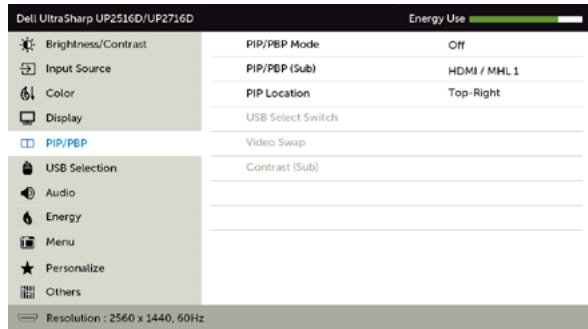 Dell UltraSharp UP2516D/UP2716D Energy Use
Brightness/Contrast PIP/PBP Mode Off
Input Source PIP/PBP (Sub) HDMI / MHL 1
Color PIP Location Top-Right
Display USB Select Switch
PIP/PBP Video Swap
USB Selection Contrast (Sub)
Audio
Energy
Menu
Personalize
Others
Resolution : 2560 x 1440, 60Hz